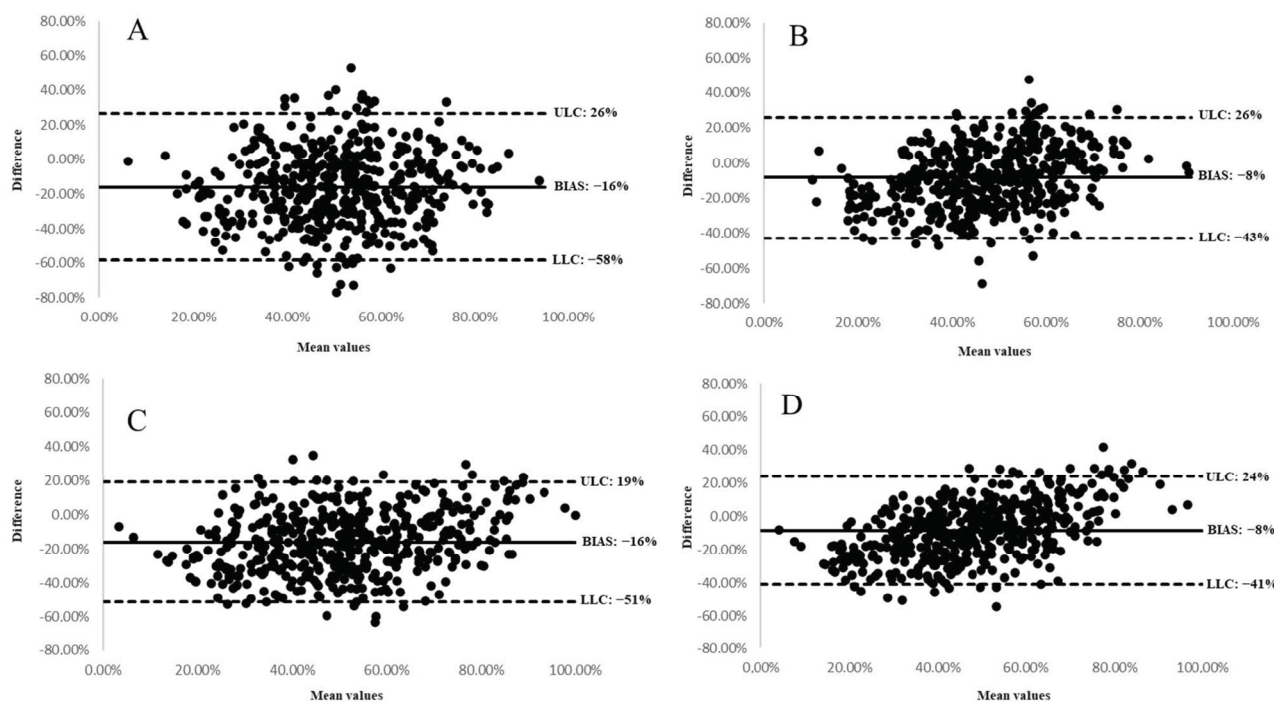 A
80.00%
60.00%
40.00%
20.00%
0.00%
-20.00%
-40.00%
-60.00%
-80.00%
Difference
ULC: 26%
BIAS: −16%
LLC: −58%
0.00% 20.00% 40.00% 60.00% 80.00% 100.00%
Mean values
B
80.00%
60.00%
40.00%
20.00%
0.00%
-20.00%
-40.00%
-60.00%
-80.00%
Difference
ULC: 26%
BIAS: −8%
LLC: −43%
0.00% 20.00% 40.00% 60.00% 80.00% 100.00%
Mean values
C
80.00%
60.00%
40.00%
20.00%
0.00%
-20.00%
-40.00%
-60.00%
-80.00%
Difference
ULC: 19%
BIAS: −16%
LLC: −51%
0.00% 20.00% 40.00% 60.00% 80.00% 100.00%
Mean values
D
80.00%
60.00%
40.00%
20.00%
0.00%
-20.00%
-40.00%
-60.00%
-80.00%
Difference
ULC: 24%
BIAS: −8%
LLC: −41%
0.00% 20.00% 40.00% 60.00% 80.00% 100.00%
Mean values